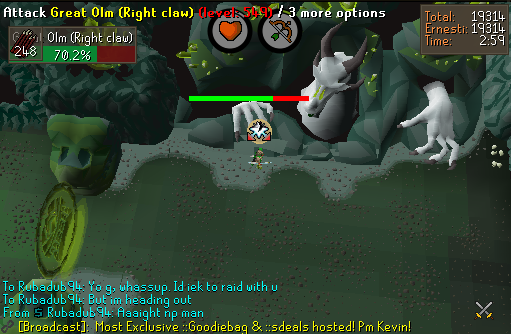 Attack Great Olm (Right claw) (level: 549) / 3 more options
Great Olm (Right claw)
248
70.2%
Total: 19314
Ernesti: 19314
Time: 2:59
To Rubadub94: Yo g, whassup. Id iek to raid with u
To Rubadub94: But im heading out
From S Rubadub94: Aaaight np man
[Broadcast]: Most Exclusive ::Goodiebag & ::sdeals hosted! Pm Kevin!